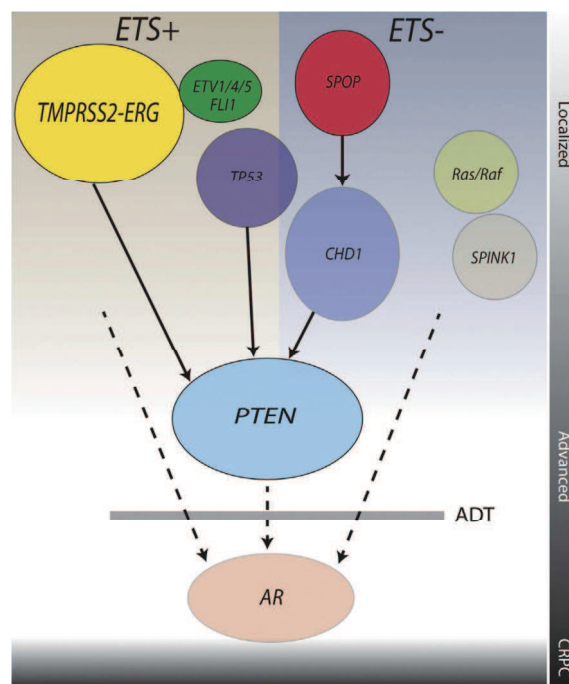 ETS+
ETS-
TMPRSS2-ERG
ETV1/4/5
FLI1
SPOP
TP53
Ras/Raf
CHD1
SPINK1
PTEN
ADT
AR
Localized
Advanced
CRPC